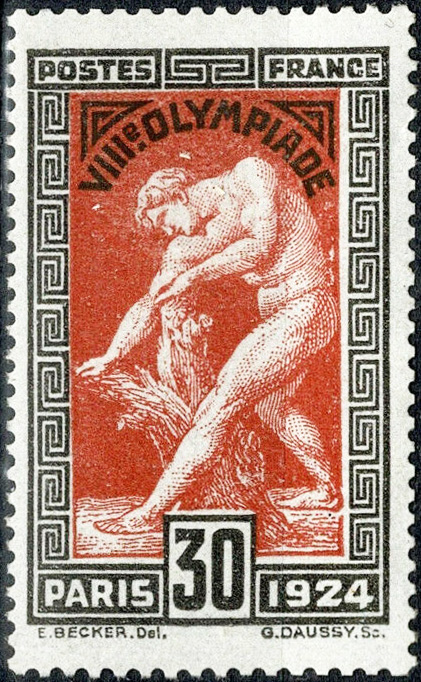 POSTES FRANCE
VIIIe. OLYMPIADE
30
PARIS 1924
E. BECKER. Del. G. DAUSSY. Sc.